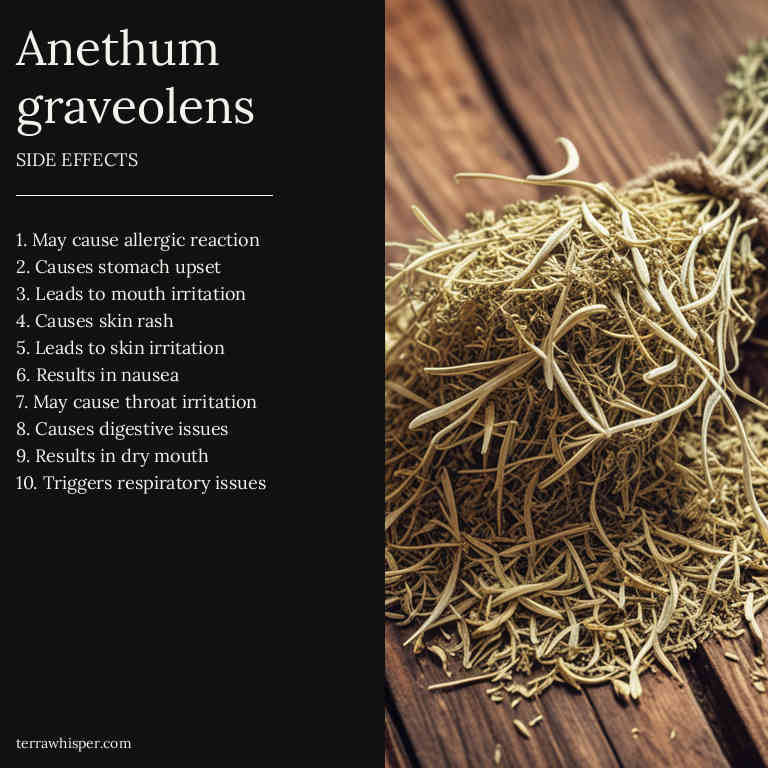 Anethum
graveolens
SIDE EFFECTS
1. May cause allergic reaction
2. Causes stomach upset
3. Leads to mouth irritation
4. Causes skin rash
5. Leads to skin irritation
6. Results in nausea
7. May cause throat irritation
8. Causes digestive issues
9. Results in dry mouth
10. Triggers respiratory issues
terrawhisper.com